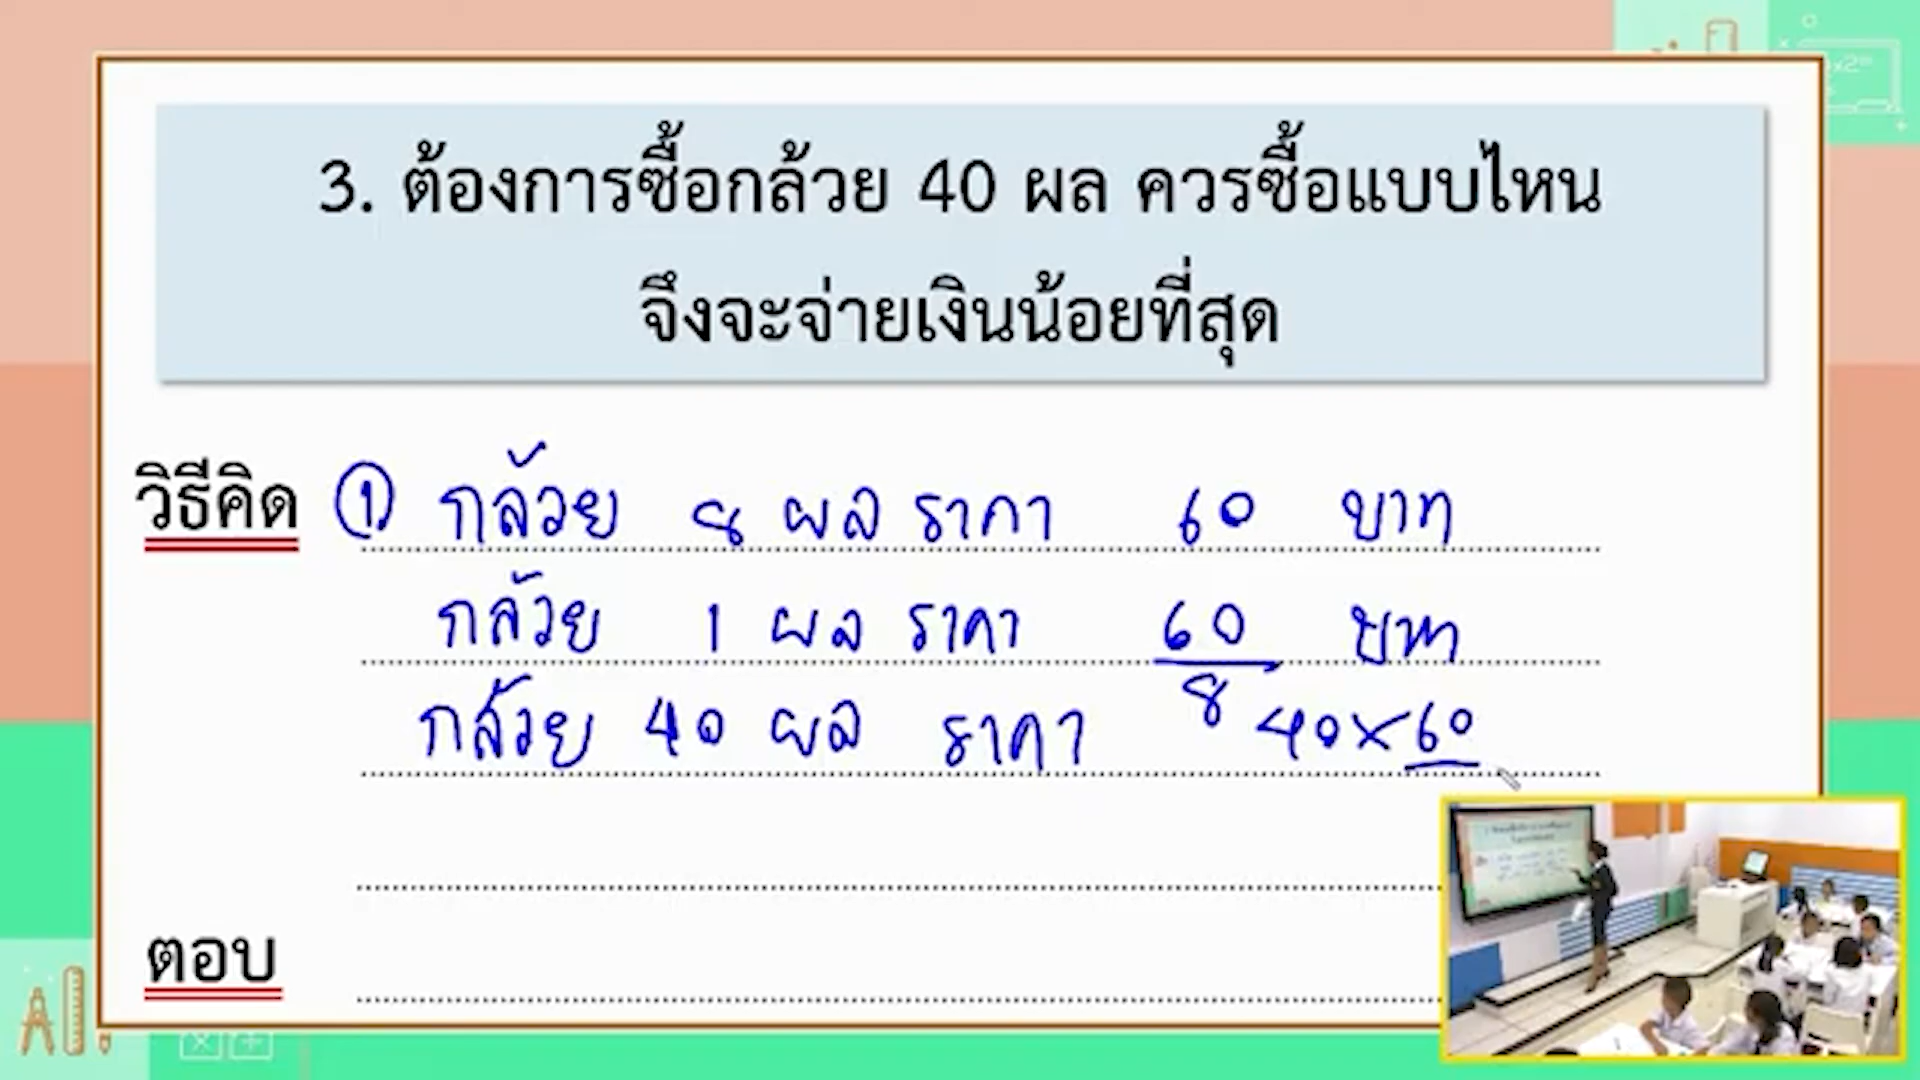 3. ต้องการซื้อกล้วย 40 ผล ควรซื้อแบบไหน
จึงจะจ่ายเงินน้อยที่สุด
วิธีคิด ① กล้วย 8 ผล ราคา 60 บาท
กล้วย 1 ผล ราคา 60/8 บาท
กล้วย 40 ผล ราคา 40×60
ตอบ